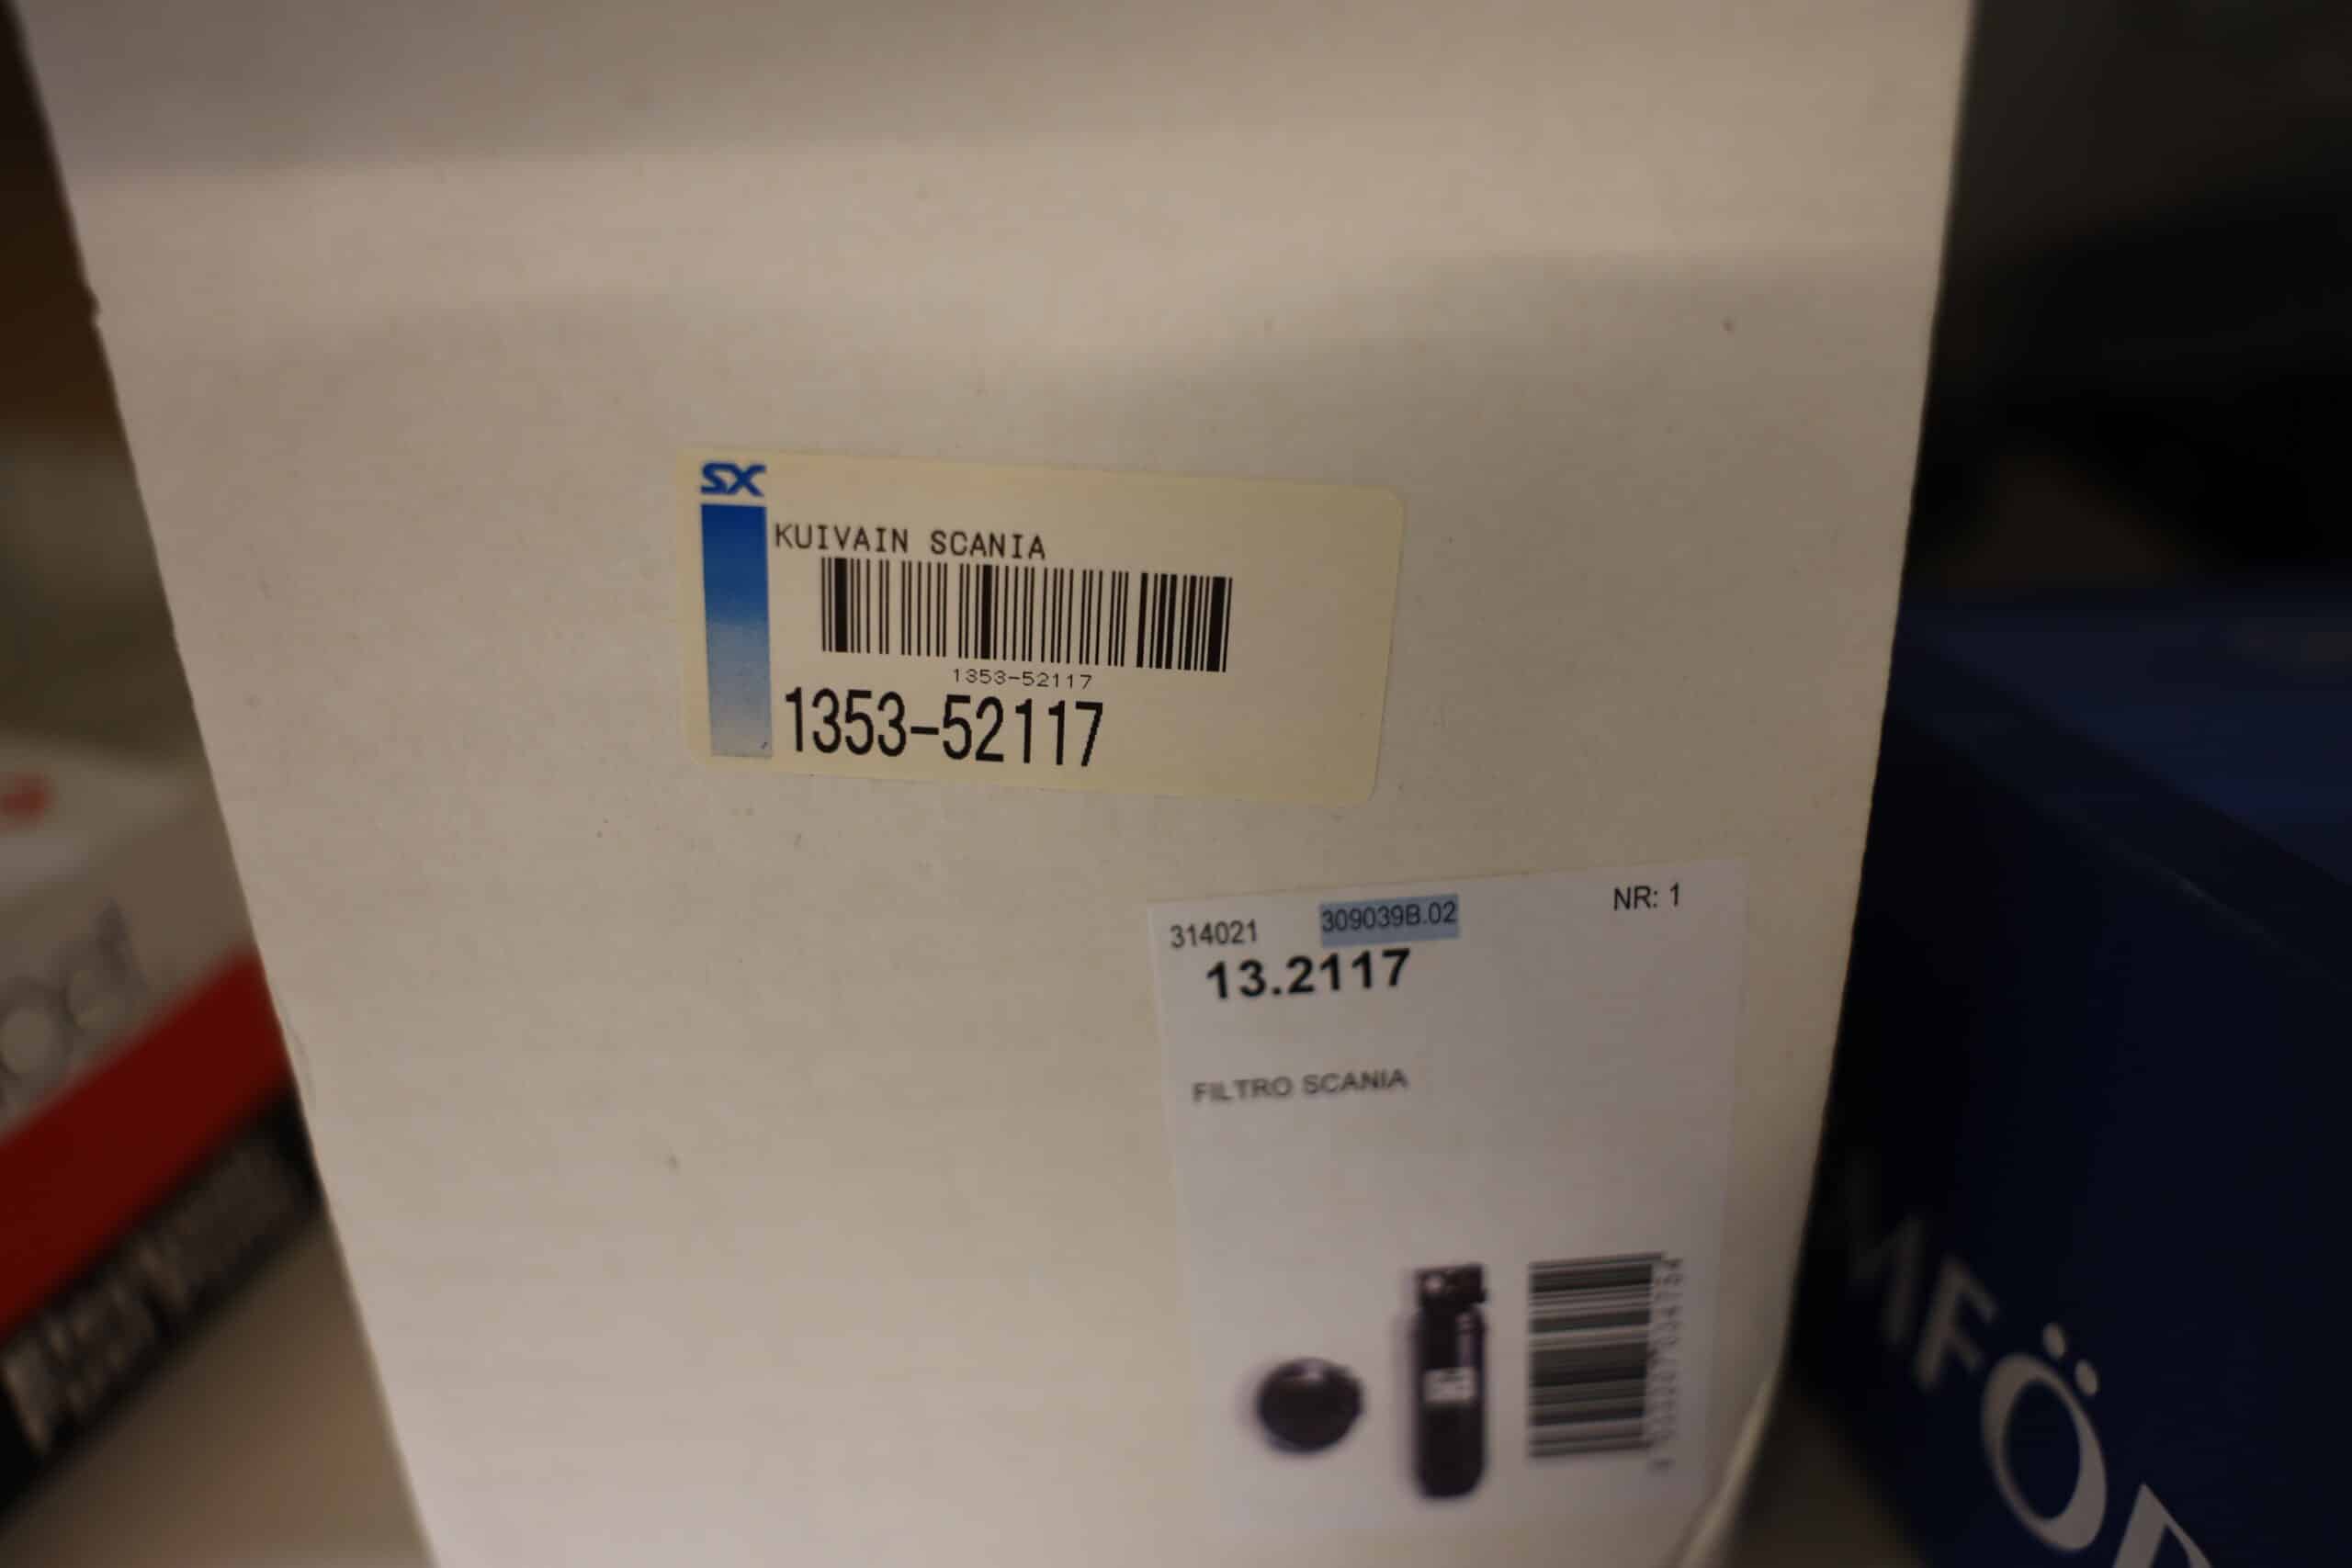 SX
KUIVAIN SCANIA
1353-52117
1353-52117
314021 309039B.02 NR: 1
13.2117
FILTRO SCANIA